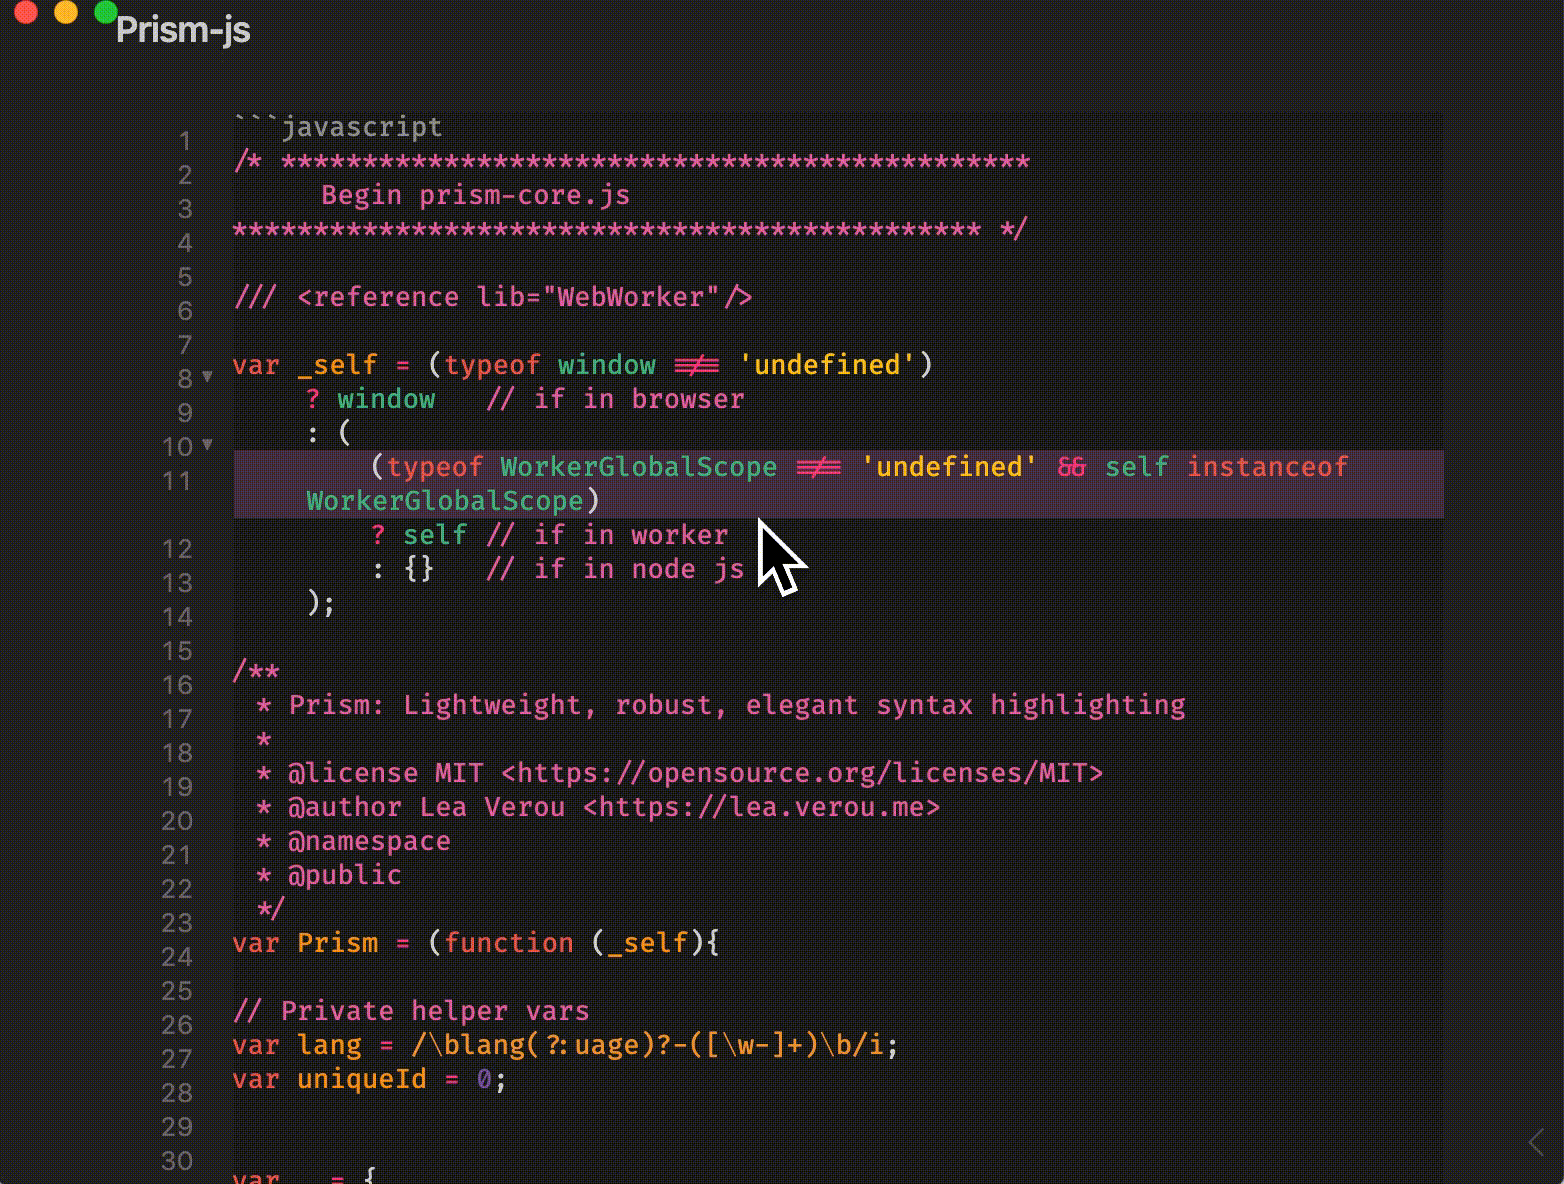 Prism-js
1 ```javascript
2 /* **********************************************
3 Begin prism-core.js
4 ********************************************** */
5
6 /// <reference lib="WebWorker"/>
7
8 var _self = (typeof window !== 'undefined')
9 ? window // if in browser
10 : (
11 (typeof WorkerGlobalScope !== 'undefined' && self instanceof
WorkerGlobalScope)
12 ? self // if in worker
13 : {} // if in node js
14 );
15
16 /**
17 * Prism: Lightweight, robust, elegant syntax highlighting
18 *
19 * @license MIT <https://opensource.org/licenses/MIT>
20 * @author Lea Verou <https://lea.verou.me>
21 * @namespace
22 * @public
23 */
24 var Prism = (function (_self){
25
26 // Private helper vars
27 var lang = /\blang(?:uage)?-([\w-]+)\b/i;
28 var uniqueId = 0;
29
30
var _ = {